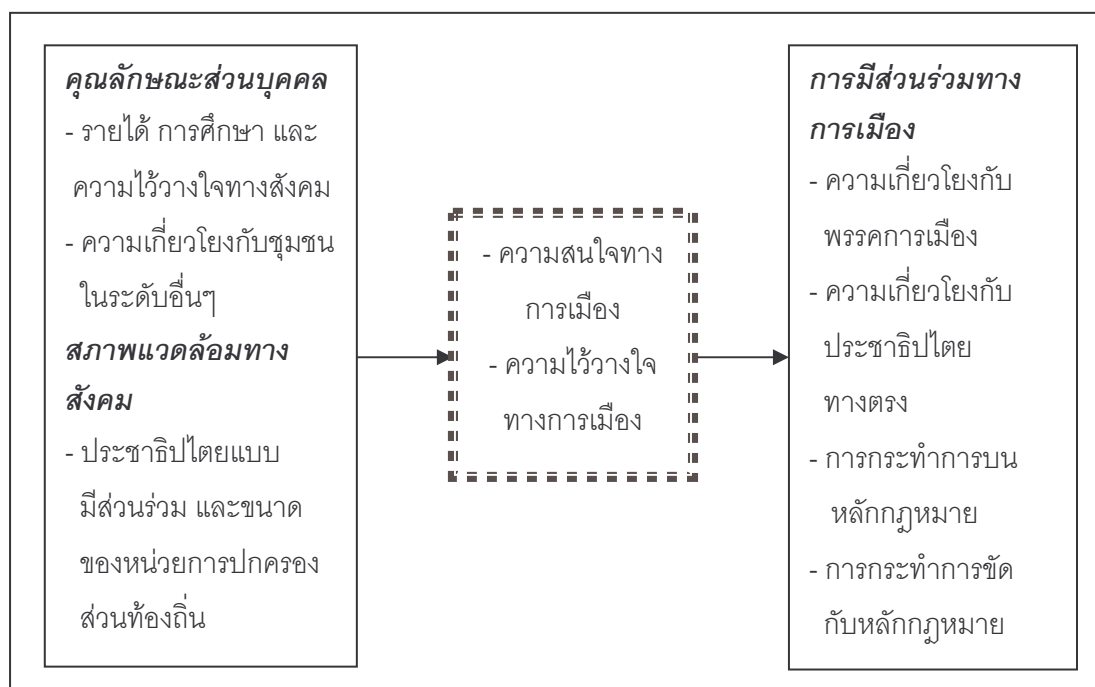 คุณลักษณะส่วนบุคคล
- รายได้ การศึกษา และ
ความไว้วางใจทางสังคม
- ความเกี่ยวโยงกับชุมชน
ในระดับอื่นๆ
สภาพแวดล้อมทาง
สังคม
- ประชาธิปไตยแบบ
มีส่วนร่วม และขนาด
ของหน่วยการปกครอง
ส่วนท้องถิ่น
- ความสนใจทาง
การเมือง
- ความไว้วางใจ
ทางการเมือง
การมีส่วนร่วมทาง
การเมือง
- ความเกี่ยวโยงกับ
พรรคการเมือง
- ความเกี่ยวโยงกับ
ประชาธิปไตย
ทางตรง
- การกระทำการบน
หลักกฎหมาย
- การกระทำการขัด
กับหลักกฎหมาย